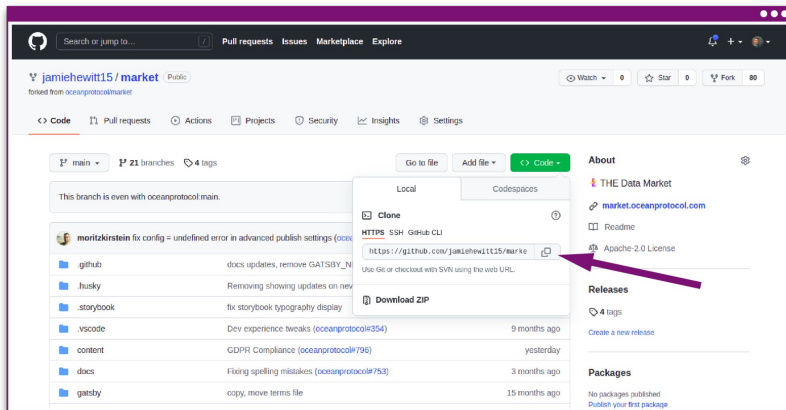 Search or jump to... /
Pull requests Issues Marketplace Explore
jamiehewitt15 / market Public
forked from oceanprotocol/market
Watch 0 Star 0 Fork 80
Code Pull requests Actions Projects Security Insights Settings
main 21 branches 4 tags Go to file Add file Code
This branch is even with oceanprotocol:main.
moritzkirstein fix config = undefined error in advanced publish settings
.github docs updates, remove
.husky Removing showing updates on
.storybook fix storybook typography display
.vscode Dev experience tweaks (oceanprotocol#354) 9 months ago
content GDPR Compliance (oceanprotocol#796) yesterday
docs Fixing spelling mistakes (oceanprotocol#753) 3 months ago
gatsby copy, move terms file 15 months ago
Local Codespaces
Clone
HTTPS SSH GitHub CLI
https://github.com/jamiehewitt15/marke
Use Git or checkout with SVN using the web URL.
Download ZIP
About
THE Data Market
market.oceanprotocol.com
Readme
Apache-2.0 License
Releases
4 tags
Create a new release
Packages
No packages published
Publish your first package